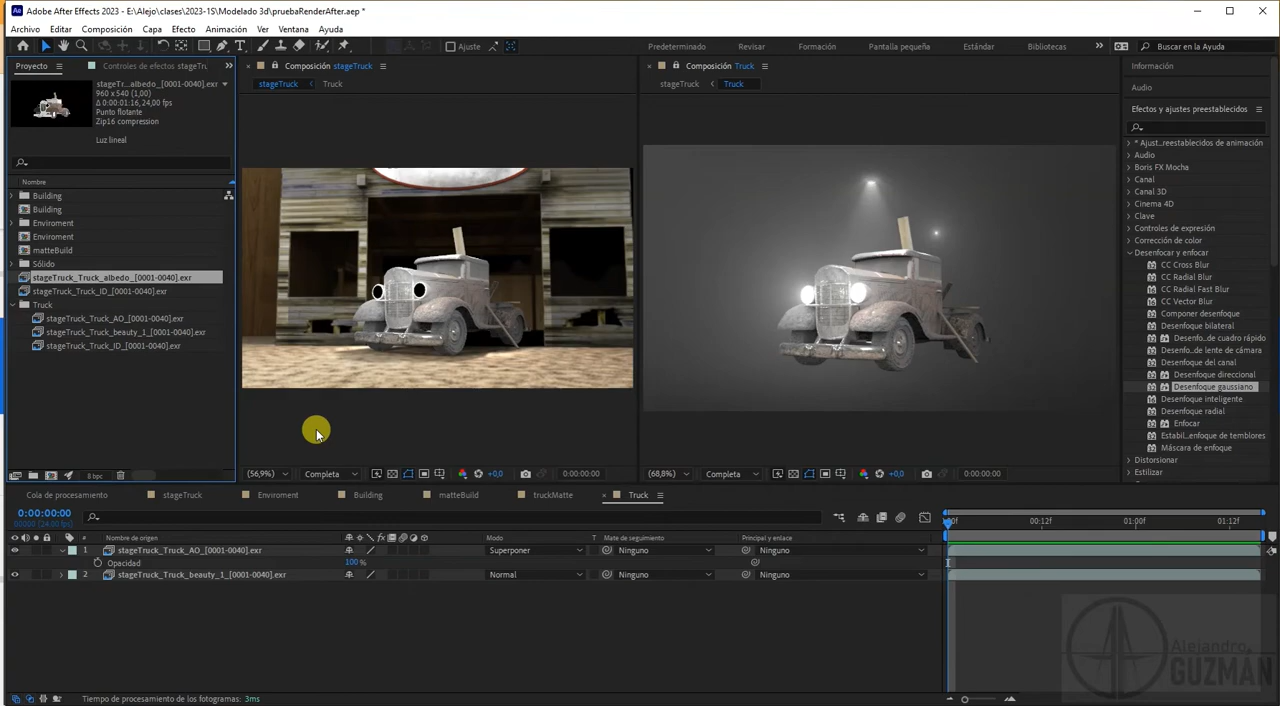 Adobe After Effects 2023 - E:\Alejo\clases\2023-1S\Modelado 3d\pruebaRenderAfter.aep *
Archivo Editar Composición Capa Efecto Animación Ver Ventana Ayuda
Ajuste Predeterminado Revisar Formación Pantalla pequeña Estándar Bibliotecas Buscar en la Ayuda
Proyecto Controles de efectos stageTr.
stageTr...albedo_[0001-0040].exr
960 x 540 (1,00)
Δ 0:00:01:16, 24,00 fps
Punto flotante
Zip16 compression
Luz lineal
Nombre
Building
Building
Enviroment
Enviroment
matteBuild
Sólido
stageTruck_Truck_albedo_[0001-0040].exr
stageTruck_Truck_ID_[0001-0040].exr
Truck
stageTruck_Truck_AO_[0001-0040].exr
stageTruck_Truck_beauty_1_[0001-0040].exr
stageTruck_Truck_ID_[0001-0040].exr
8 bpc
Composición stageTruck
stageTruck Truck
(56,9%) Completa +0,0 0:00:00:00
Composición Truck
stageTruck Truck
(68,8%) Completa +0,0 0:00:00:00
Información
Audio
Efectos y ajustes preestablecidos
* Ajust...reestablecidos de animación
Audio
Boris FX Mocha
Canal
Canal 3D
Cinema 4D
Clave
Controles de expresión
Corrección de color
Desenfocar y enfocar
CC Cross Blur
CC Radial Blur
CC Radial Fast Blur
CC Vector Blur
Componer desenfoque
Desenfoque bilateral
Desenfoque de cuadro rápido
Desenfo...de lente de cámara
Desenfoque del canal
Desenfoque direccional
Desenfoque gaussiano
Desenfoque inteligente
Desenfoque radial
Enfocar
Estabil...enfoque de temblores
Máscara de enfoque
Distorsionar
Estilizar
Cola de procesamiento stageTruck Enviroment Building matteBuild truckMatte Truck
0:00:00:00
00000 (24.00 fps)
:00f 00:12f 01:00f 01:12f
# Nombre de origen Modo T Mate de seguimiento Principal y enlace
1 stageTruck_Truck_AO_[0001-0040].exr Superponer Ninguno Ninguno
Opacidad 100 %
2 stageTruck_Truck_beauty_1_[0001-0040].exr Normal Ninguno Ninguno
Tiempo de procesamiento de los fotogramas: 3ms
Alejandro
GUZMAN